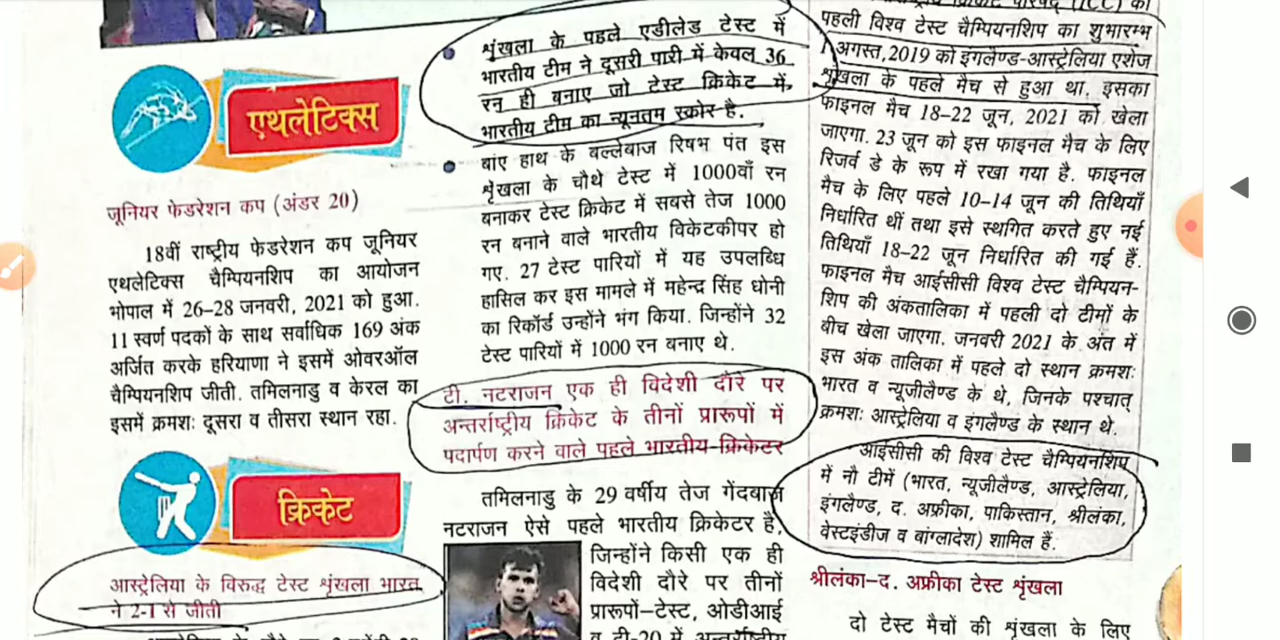 एथलेटिक्स
जूनियर फेडरेशन कप (अंडर 20)
18वीं राष्ट्रीय फेडरेशन कप जूनियर
एथलेटिक्स चैम्पियनशिप का आयोजन
भोपाल में 26–28 जनवरी, 2021 को हुआ.
11 स्वर्ण पदकों के साथ सर्वाधिक 169 अंक
अर्जित करके हरियाणा ने इसमें ओवरऑल
चैम्पियनशिप जीती. तमिलनाडु व केरल का
इसमें क्रमशः दूसरा व तीसरा स्थान रहा.
क्रिकेट
आस्ट्रेलिया के विरुद्ध टेस्ट शृंखला भारत
ने 2-1 से जीती
शृंखला के पहले एडीलेड टेस्ट में
भारतीय टीम ने दूसरी पारी में केवल 36
रन ही बनाए जो टेस्ट क्रिकेट में,
भारतीय टीम का न्यूनतम स्कोर है.
बांए हाथ के बल्लेबाज रिषभ पंत इस
शृंखला के चौथे टेस्ट में 1000वाँ रन
बनाकर टेस्ट क्रिकेट में सबसे तेज 1000
रन बनाने वाले भारतीय विकेटकीपर हो
गए. 27 टेस्ट पारियों में यह उपलब्धि
हासिल कर इस मामले में महेन्द्र सिंह धोनी
का रिकॉर्ड उन्होंने भंग किया. जिन्होंने 32
टेस्ट पारियों में 1000 रन बनाए थे.
टी. नटराजन एक ही विदेशी दौरे पर
अन्तर्राष्ट्रीय क्रिकेट के तीनों प्रारूपों में
पदार्पण करने वाले पहले भारतीय-क्रिकेटर
तमिलनाडु के 29 वर्षीय तेज गेंदबाज
नटराजन ऐसे पहले भारतीय क्रिकेटर है,
जिन्होंने किसी एक ही
विदेशी दौरे पर तीनों
प्रारूपों–टेस्ट, ओडीआई
व टी-20 में अन्तर्राष्ट्रीय
क्रिकेट परिषद् (ICC) की
पहली विश्व टेस्ट चैम्पियनशिप का शुभारम्भ
1 अगस्त, 2019 को इंगलैण्ड-आस्ट्रेलिया एशेज
शृंखला के पहले मैच से हुआ था. इसका
फाइनल मैच 18–22 जून, 2021 को खेला
जाएगा. 23 जून को इस फाइनल मैच के लिए
रिजर्व डे के रूप में रखा गया है. फाइनल
मैच के लिए पहले 10–14 जून की तिथियाँ
निर्धारित थीं तथा इसे स्थगित करते हुए नई
तिथियाँ 18–22 जून निर्धारित की गई हैं.
फाइनल मैच आईसीसी विश्व टेस्ट चैम्पियन-
शिप की अंकतालिका में पहली दो टीमों के
बीच खेला जाएगा. जनवरी 2021 के अंत में
इस अंक तालिका में पहले दो स्थान क्रमशः
भारत व न्यूजीलैण्ड के थे, जिनके पश्चात्
क्रमशः आस्ट्रेलिया व इंगलैण्ड के स्थान थे.
आईसीसी की विश्व टेस्ट चैम्पियनशिप
में नौ टीमें (भारत, न्यूजीलैण्ड, आस्ट्रेलिया,
इंगलैण्ड, द. अफ्रीका, पाकिस्तान, श्रीलंका,
वेस्टइंडीज व बांग्लादेश) शामिल हैं.
श्रीलंका–द. अफ्रीका टेस्ट शृंखला
दो टेस्ट मैचों की शृंखला के लिए